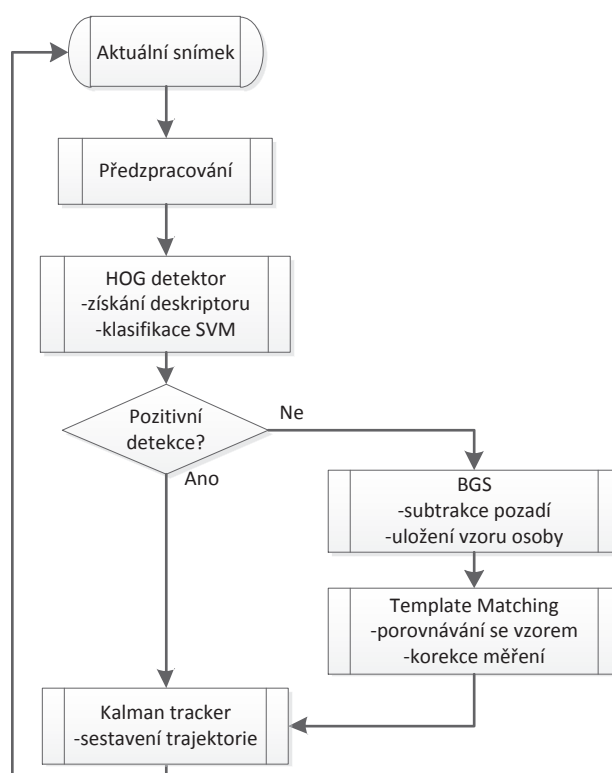 Aktuální snímek
Předzpracování
HOG detektor
-získání deskriptoru
-klasifikace SVM
Pozitivní
detekce?
Ne
Ano
BGS
-subtrakce pozadí
-uložení vzoru osoby
Template Matching
-porovnávání se vzorem
-korekce měření
Kalman tracker
-sestavení trajektorie